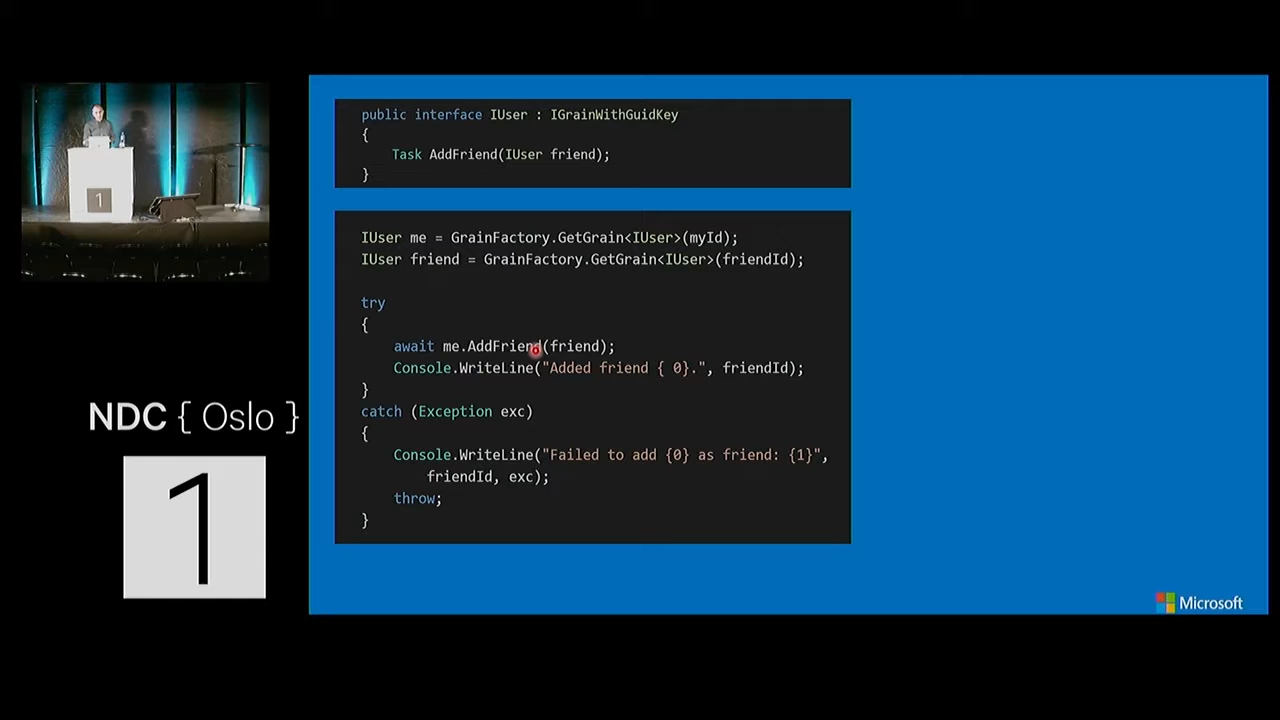 public interface IUser : IGrainWithGuidKey
{
Task AddFriend(IUser friend);
}
IUser me = GrainFactory.GetGrain<IUser>(myId);
IUser friend = GrainFactory.GetGrain<IUser>(friendId);
try
{
await me.AddFriend(friend);
Console.WriteLine("Added friend { 0}.", friendId);
}
catch (Exception exc)
{
Console.WriteLine("Failed to add {0} as friend: {1}",
friendId, exc);
throw;
}
NDC { Oslo }
1
1
Microsoft